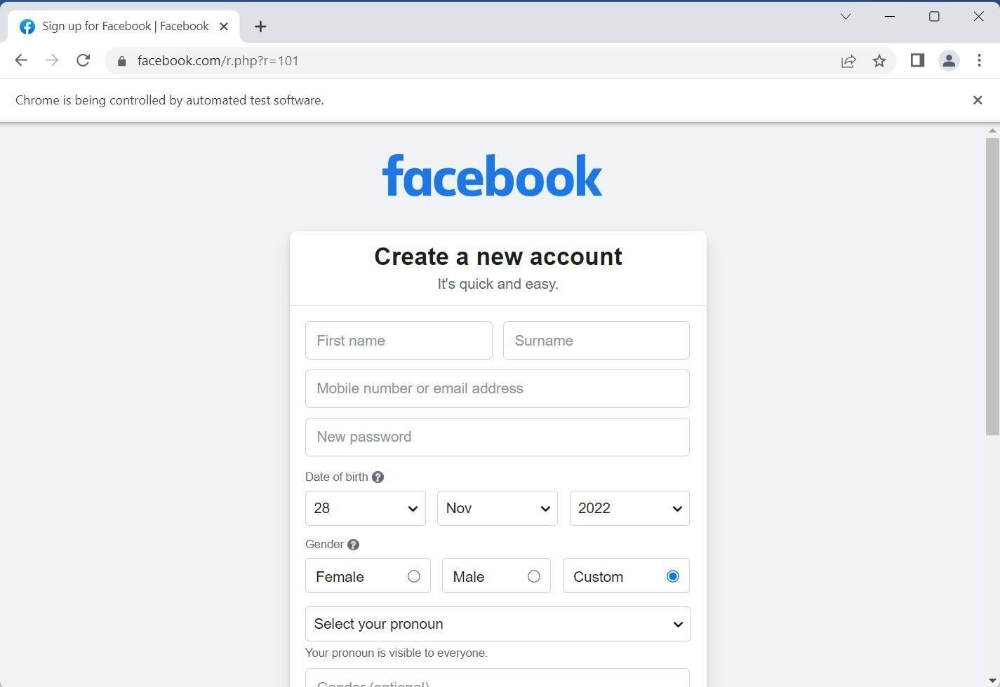 Sign up for Facebook | Facebook
facebook.com/r.php?r=101
Chrome is being controlled by automated test software.
facebook
Create a new account
It's quick and easy.
First name Surname
Mobile number or email address
New password
Date of birth ?
28 Nov 2022
Gender ?
Female Male Custom
Select your pronoun
Your pronoun is visible to everyone.
Gender (optional)